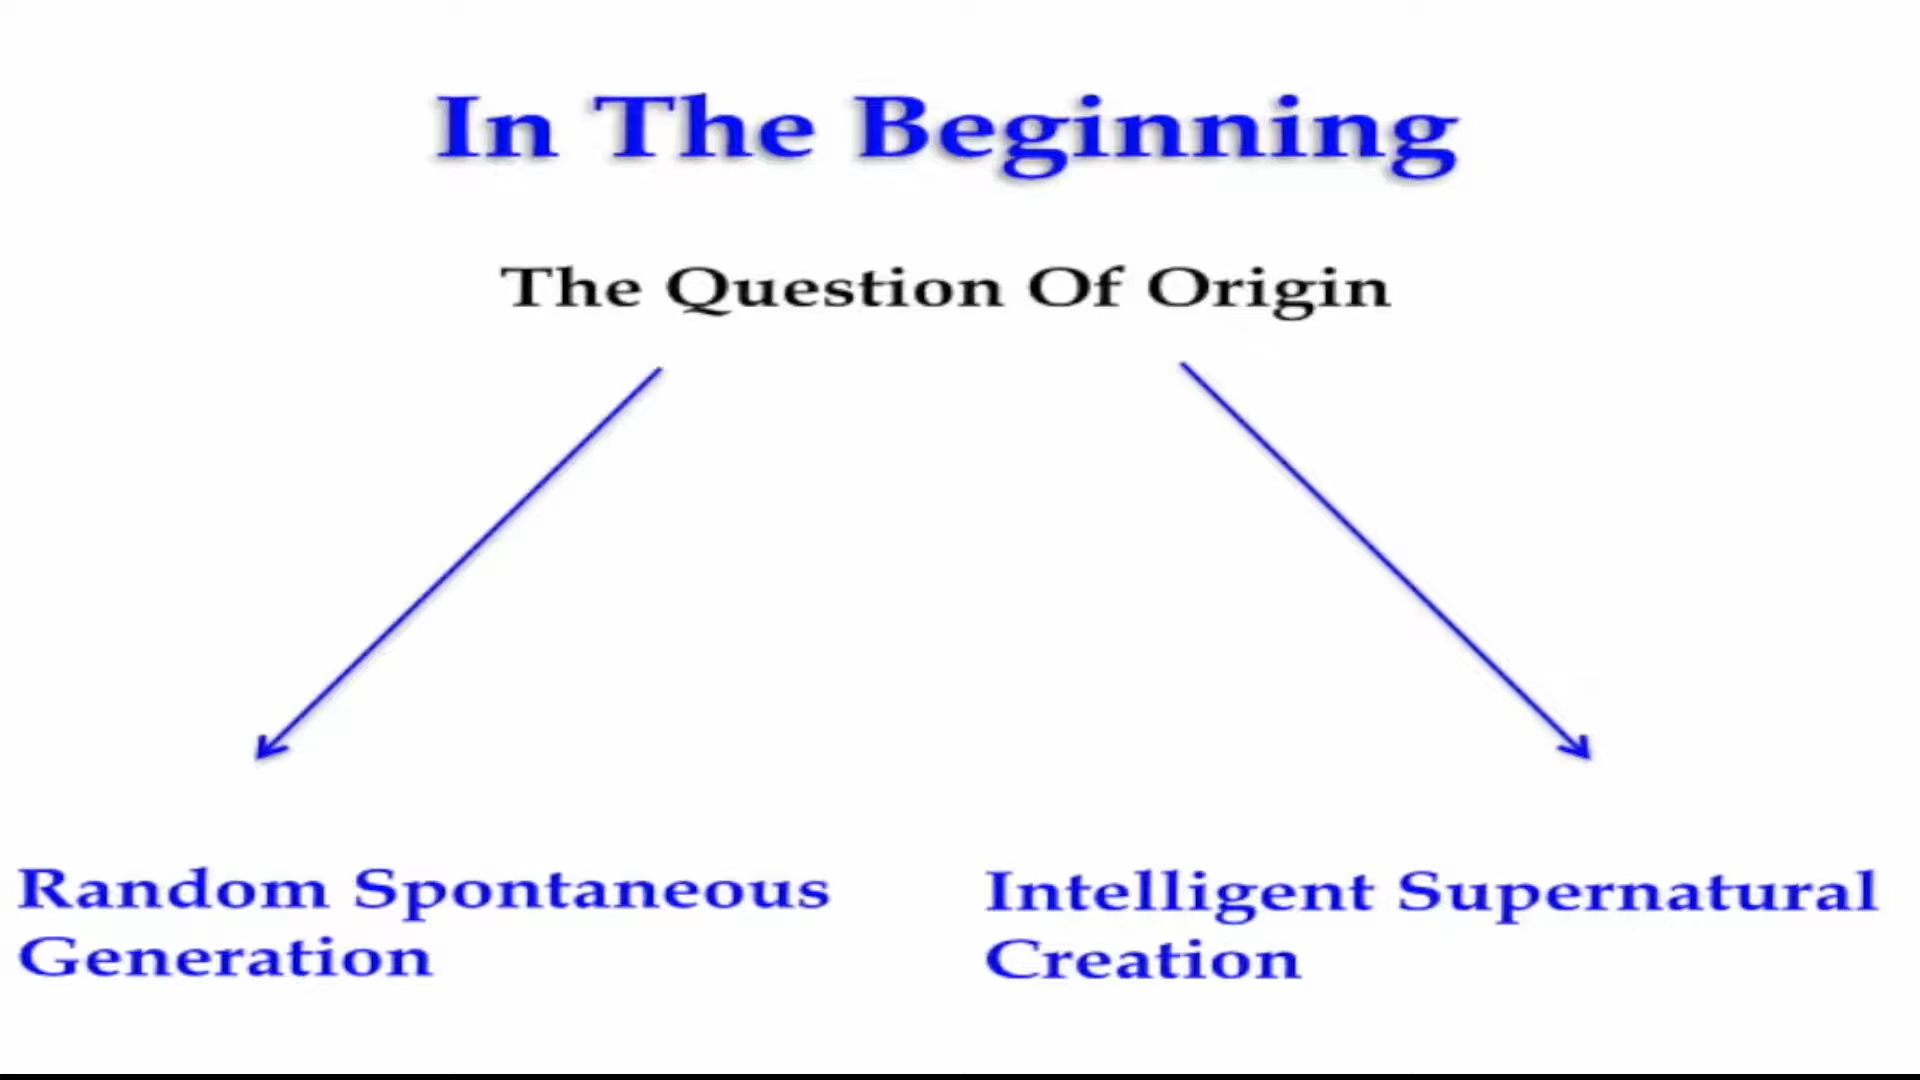 In The Beginning
The Question Of Origin
Random Spontaneous
Generation
Intelligent Supernatural
Creation